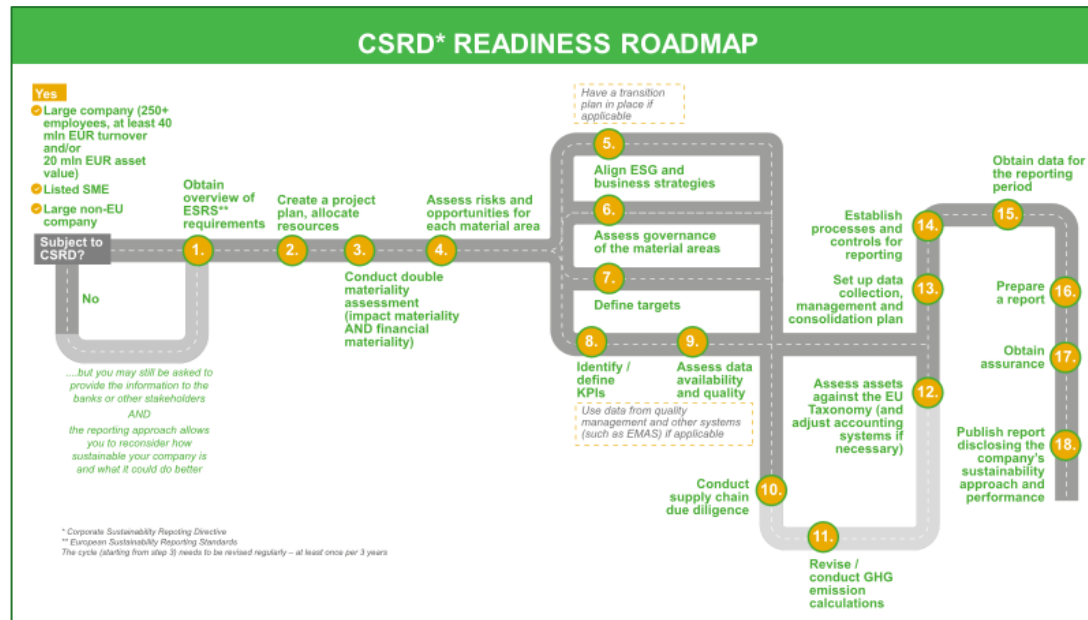 CSRD* READINESS ROADMAP
Yes
Large company (250+
employees, at least 40
mln EUR turnover
and/or
20 mln EUR asset
value)
Listed SME
Large non-EU
company
Subject to
CSRD?
No
....but you may still be asked to
provide the information to the
banks or other stakeholders
AND
the reporting approach allows
you to reconsider how
sustainable your company is
and what it could do better
Obtain
overview of
ESRS**
requirements
1.
Create a project
plan, allocate
resources
2.
3.
Conduct double
materiality
assessment
(impact materiality
AND financial
materiality)
Assess risks and
opportunities for
each material area
4.
Have a transition
plan in place if
applicable
5.
Align ESG and
business strategies
6.
Assess governance
of the material areas
7.
Define targets
8.
Identify /
define
KPIs
9.
Assess data
availability
and quality
Use data from quality
management and other systems
(such as EMAS) if applicable
Conduct
supply chain
due diligence
10.
11.
Revise /
conduct GHG
emission
calculations
Assess assets
against the EU
Taxonomy (and
adjust accounting
systems if
necessary)
12.
Set up data
collection,
management and
consolidation plan
13.
Establish
processes and
controls for
reporting
14.
Obtain data for
the reporting
period
15.
Prepare
a report
16.
Obtain
assurance
17.
Publish report
disclosing the
company's
sustainability
approach and
performance
18.
* Corporate Sustainability Repoting Directive
** European Sustainability Reporting Standards
The cycle (starting from step 3) needs to be revised regularly – at least once per 3 years